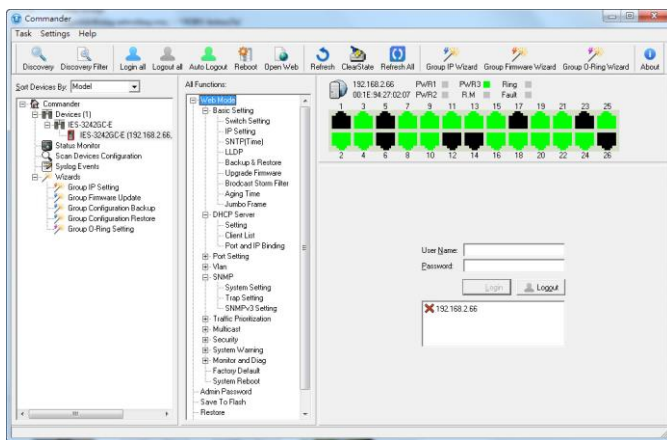 Commander
Task Settings Help
Discovery Discovery Filter Login all Logout all Auto Logout Reboot Open Web Refresh ClearState Refresh All Group IP Wizard Group Firmware Wizard Group O-Ring Wizard About
Sort Devices By: Model
Commander
Devices (1)
IES-3242GC-E
IES-3242GC-E (192.168.2.66,
Status Monitor
Scan Devices Configuration
Syslog Events
Wizards
Group IP Setting
Group Firmware Update
Group Configuration Backup
Group Configuration Restore
Group O-Ring Setting
All Functions:
Web Mode
Basic Setting
Switch Setting
IP Setting
SNTP(Time)
LLDP
Backup & Restore
Upgrade Firmware
Brodcast Storm Filter
Aging Time
Jumbo Frame
DHCP Server
Setting
Client List
Port and IP Binding
Port Setting
Vlan
SNMP
System Setting
Trap Setting
SNMPv3 Setting
Traffic Prioritization
Multicast
Security
System Warning
Monitor and Diag
Factory Default
System Reboot
Admin Password
Save To Flash
Restore
192.168.2.66 PWR1 PWR3 Ring
00:1E:94:27:02:07 PWR2 R.M Fault
1 3 5 7 9 11 13 15 17 19 21 23 25
2 4 6 8 10 12 14 16 18 20 22 24 26
User Name:
Password:
Login Logout
192.168.2.66